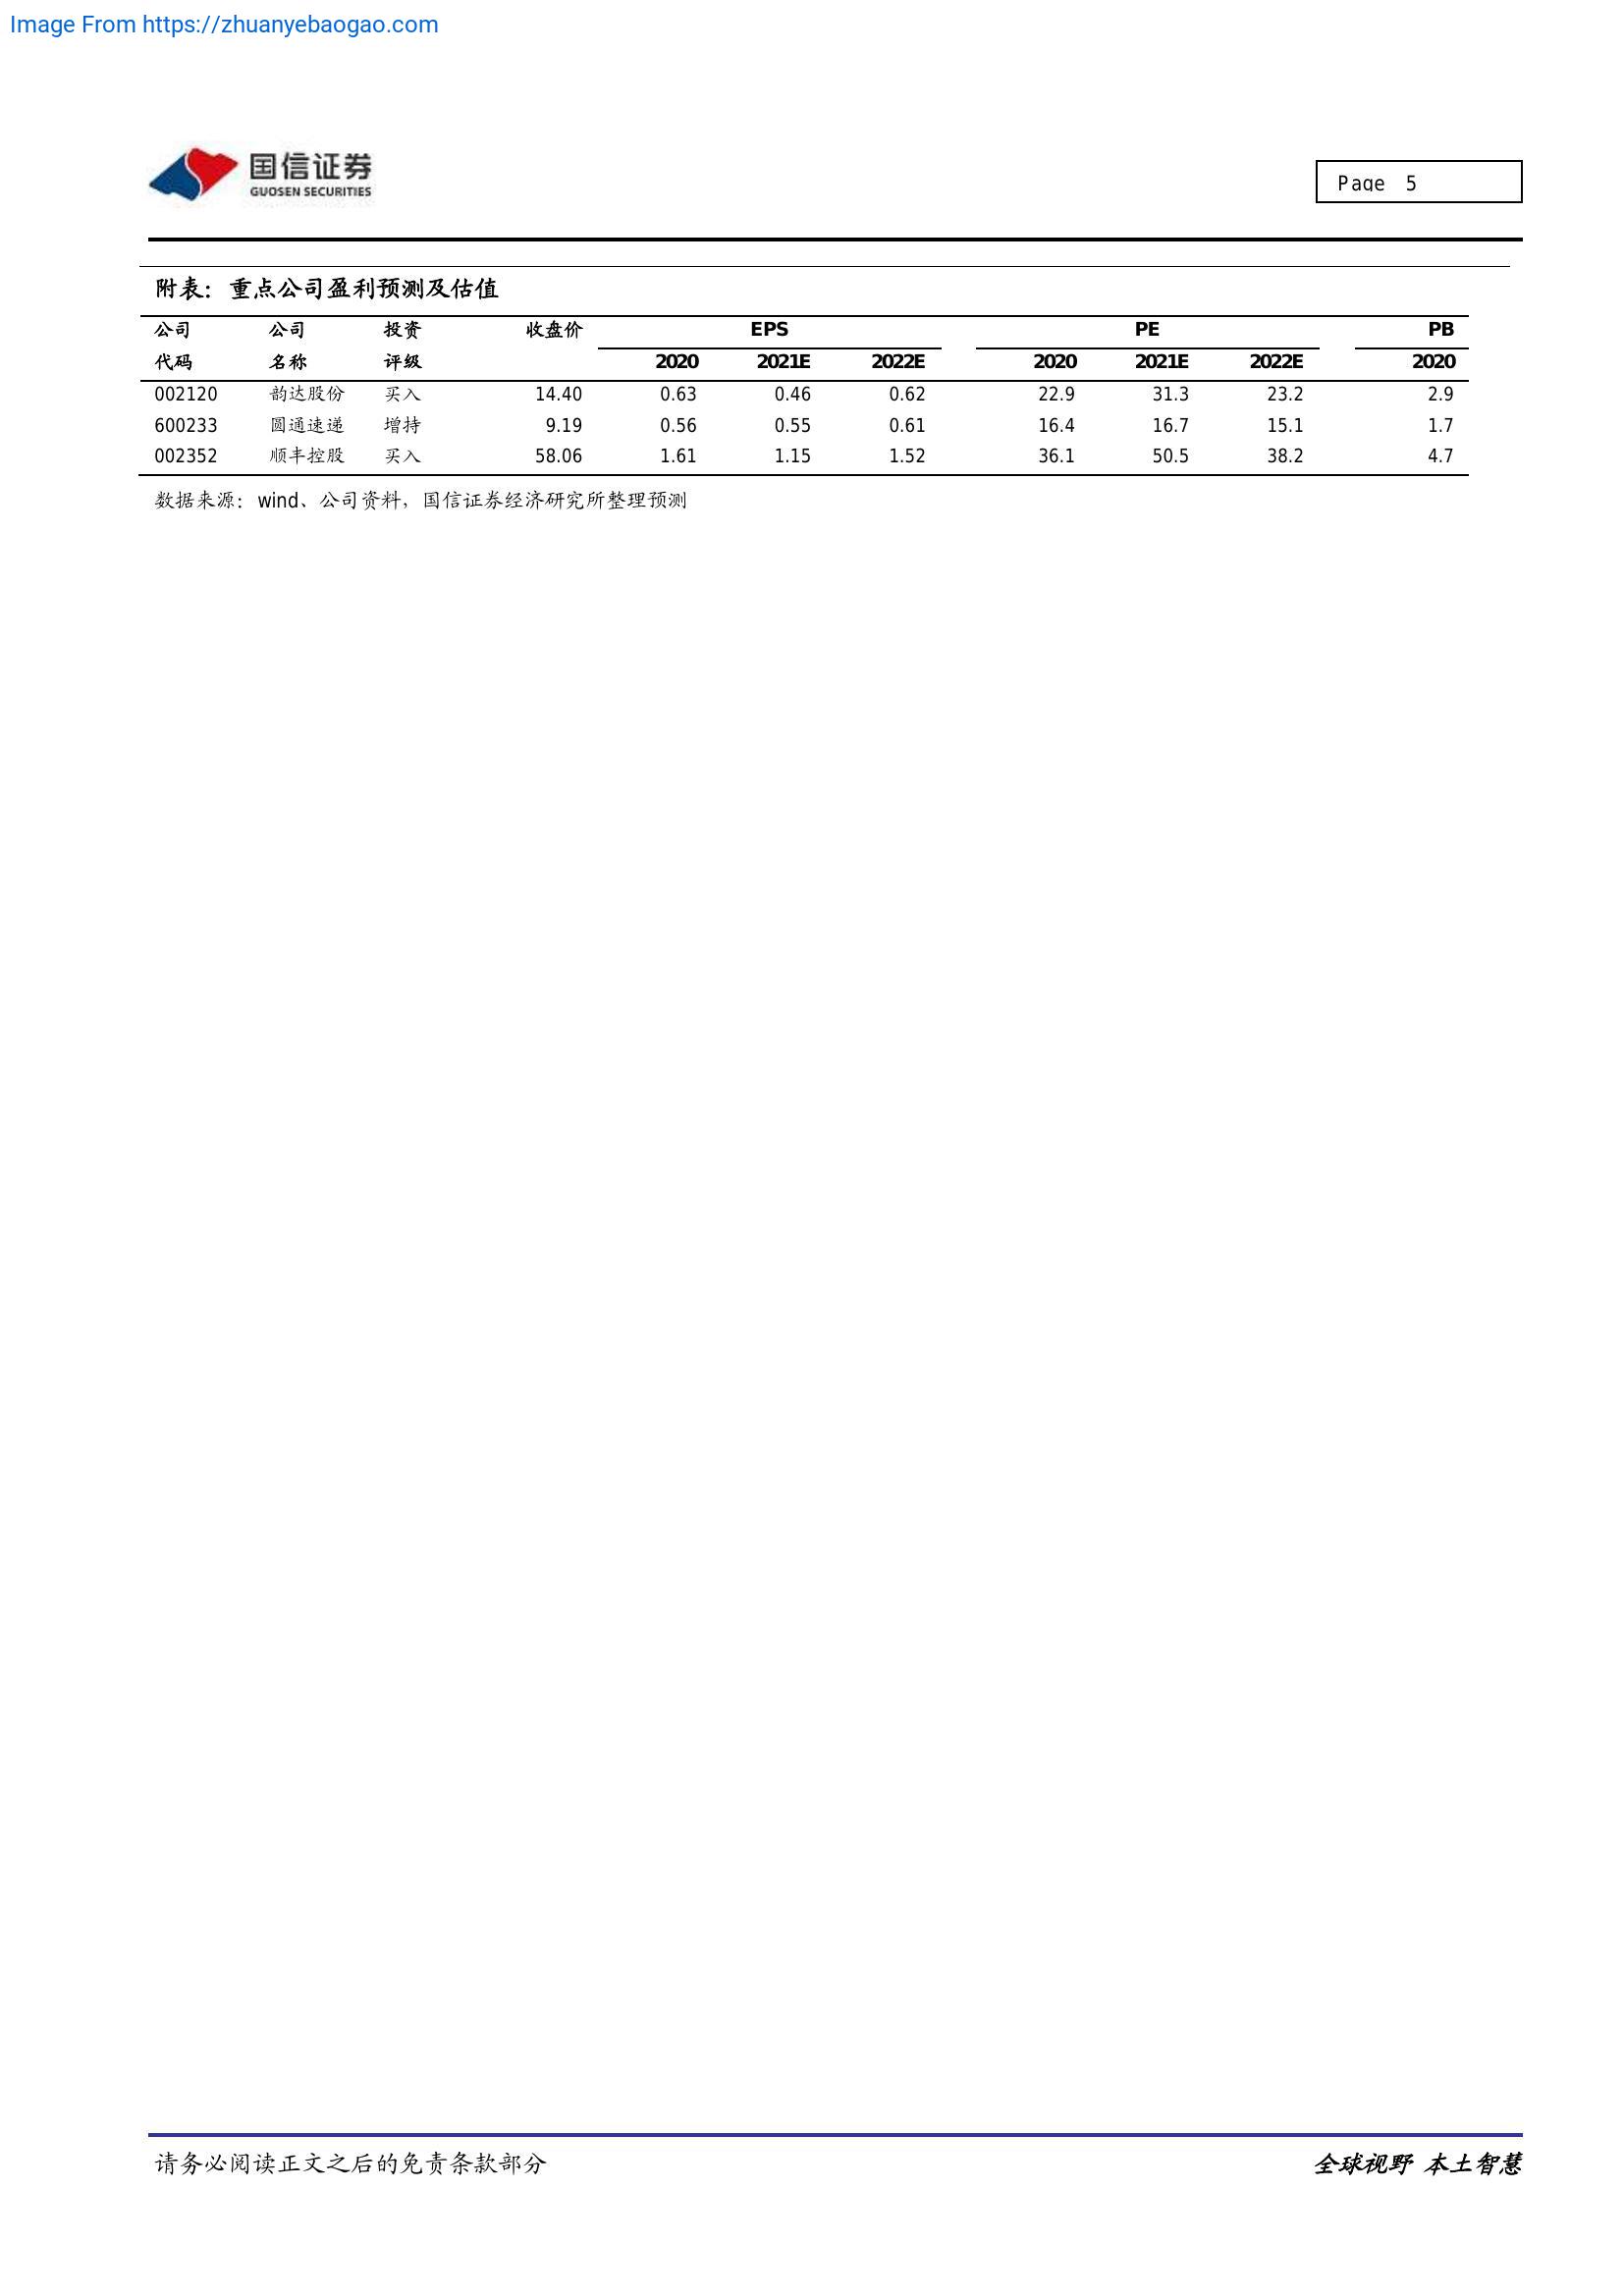 Image From https://zhuanyebaogao.com
国信证券
GUOSEN SECURITIES
Page 5
附表：重点公司盈利预测及估值
公司 公司 投资 收盘价 EPS PE PB
代码 名称 评级 2020 2021E 2022E 2020 2021E 2022E 2020
002120 韵达股份 买入 14.40 0.63 0.46 0.62 22.9 31.3 23.2 2.9
600233 圆通速递 增持 9.19 0.56 0.55 0.61 16.4 16.7 15.1 1.7
002352 顺丰控股 买入 58.06 1.61 1.15 1.52 36.1 50.5 38.2 4.7
数据来源：wind、公司资料，国信证券经济研究所整理预测
请务必阅读正文之后的免责条款部分 全球视野 本土智慧